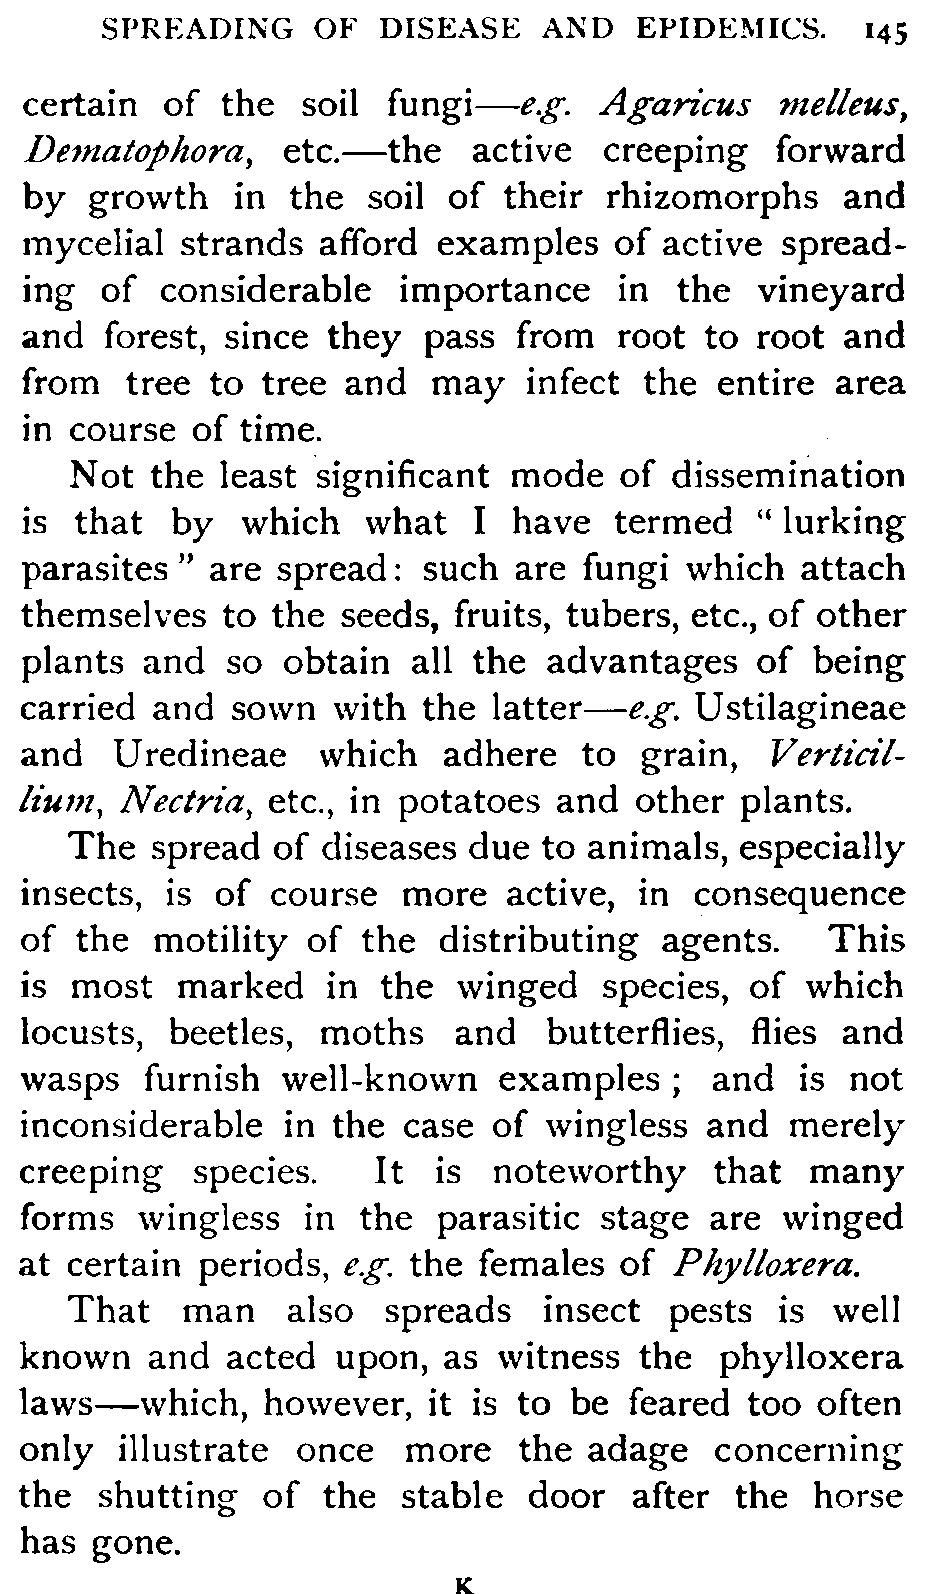 SPREADING OF DISEASE AND EPIDEMICS. 145
certain of the soil fungi—e.g. Agaricus melleus,
Dematophora, etc.—the active creeping forward
by growth in the soil of their rhizomorphs and
mycelial strands afford examples of active spread-
ing of considerable importance in the vineyard
and forest, since they pass from root to root and
from tree to tree and may infect the entire area
in course of time.
Not the least significant mode of dissemination
is that by which what I have termed "lurking
parasites" are spread: such are fungi which attach
themselves to the seeds, fruits, tubers, etc., of other
plants and so obtain all the advantages of being
carried and sown with the latter—e.g. Ustilagineae
and Uredineae which adhere to grain, Verticil-
lium, Nectria, etc., in potatoes and other plants.
The spread of diseases due to animals, especially
insects, is of course more active, in consequence
of the motility of the distributing agents. This
is most marked in the winged species, of which
locusts, beetles, moths and butterflies, flies and
wasps furnish well-known examples; and is not
inconsiderable in the case of wingless and merely
creeping species. It is noteworthy that many
forms wingless in the parasitic stage are winged
at certain periods, e.g. the females of Phylloxera.
That man also spreads insect pests is well
known and acted upon, as witness the phylloxera
laws—which, however, it is to be feared too often
only illustrate once more the adage concerning
the shutting of the stable door after the horse
has gone.
K